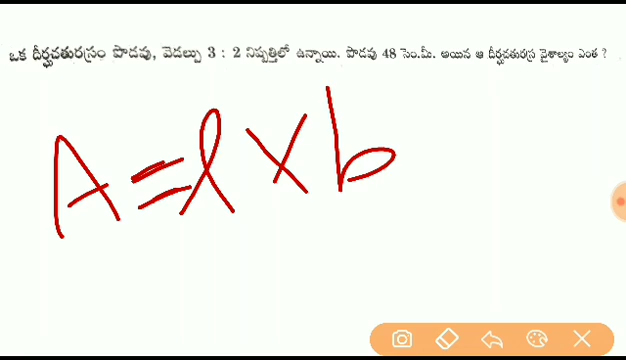 ఒక దీర్ఘచతురస్రం పొడవు, వెడల్పు 3 : 2 నిష్పత్తిలో ఉన్నాయి. పొడవు 48 సెం.మీ. అయిన ఆ దీర్ఘచతురస్ర వైశాల్యం ఎంత ?
A = l × b